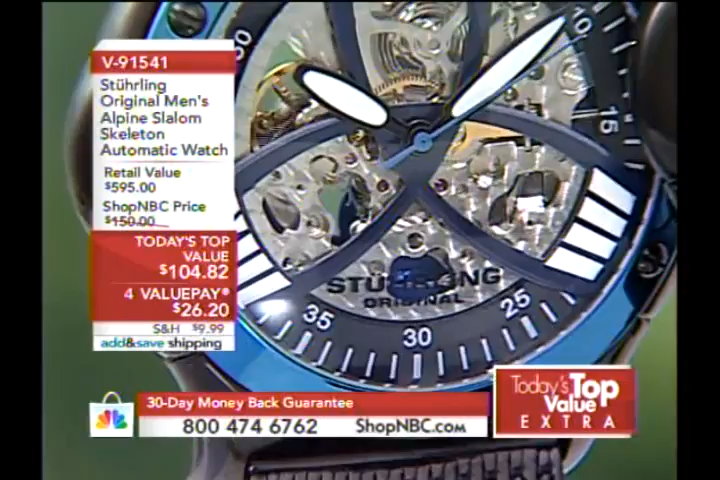 V-91541
Stührling
Original Men's
Alpine Slalom
Skeleton
Automatic Watch
Retail Value
$595.00
ShopNBC Price
$150.00
TODAY'S TOP
VALUE
$104.82
4 VALUEPAY®
$26.20
S&H $9.99
add&save shipping
10
15
STÜHRLING
ORIGINAL
25
30
35
30-Day Money Back Guarantee
800 474 6762 ShopNBC.com
Today's Top
Value
EXTRA